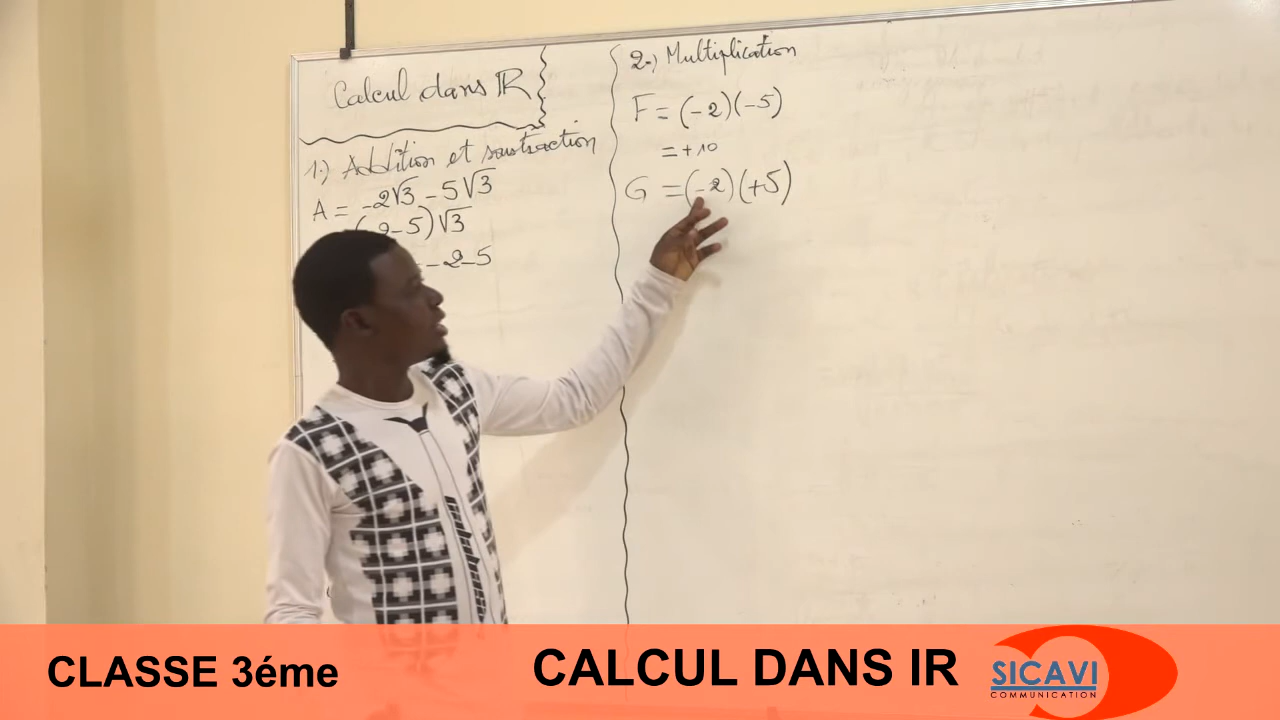 Calcul dans ℝ
1.) Addition et soustraction
A = -2√3 - 5√3
(-2-5)√3
-2-5
2.) Multiplication
F = (-2)(-5)
= +10
G = (-2)(+5)
CLASSE 3éme
CALCUL DANS IR
SICAVI
COMMUNICATION